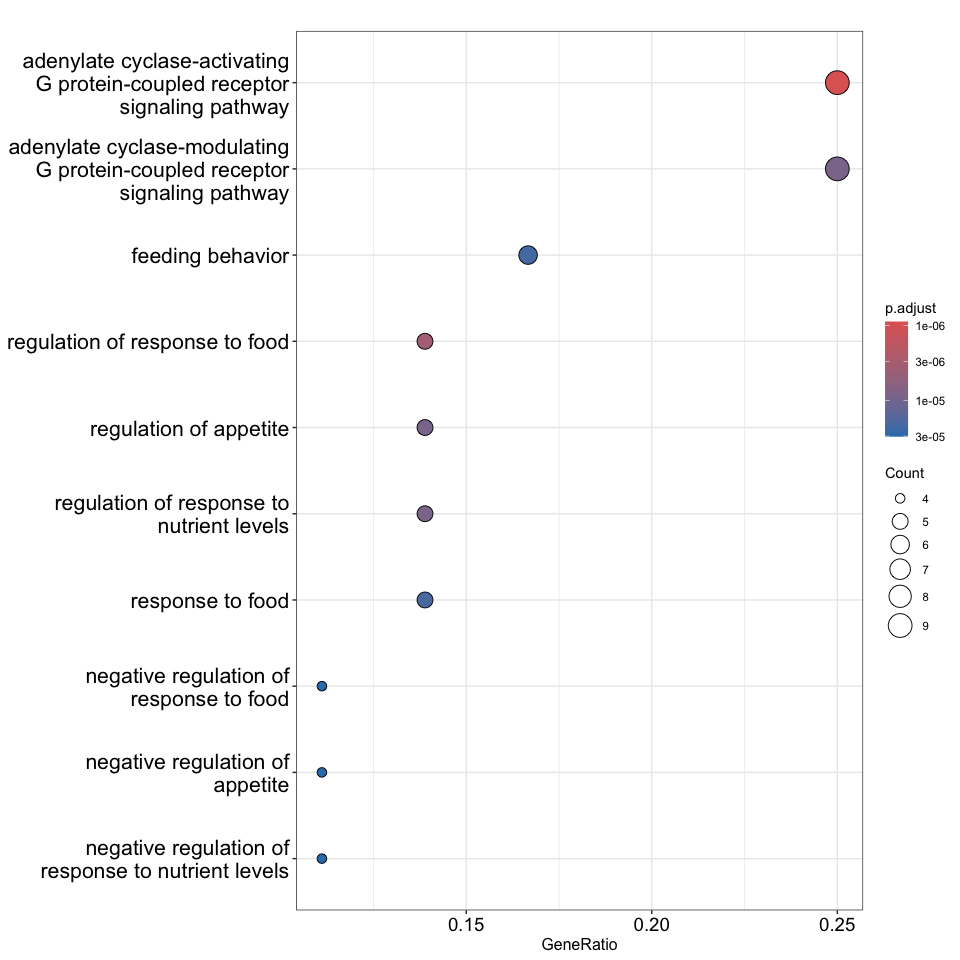 adenylate cyclase-activating
G protein-coupled receptor
signaling pathway
adenylate cyclase-modulating
G protein-coupled receptor
signaling pathway
feeding behavior
regulation of response to food
regulation of appetite
regulation of response to
nutrient levels
response to food
negative regulation of
response to food
negative regulation of
appetite
negative regulation of
response to nutrient levels
0.15
0.20
0.25
GeneRatio
p.adjust
1e-06
3e-06
1e-05
3e-05
Count
4
5
6
7
8
9